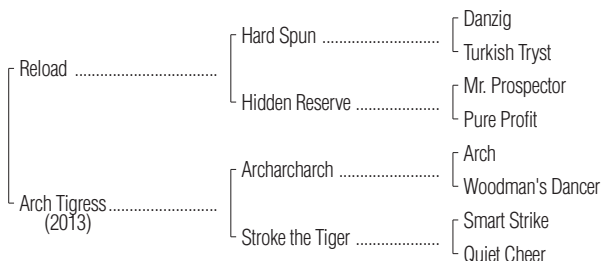 Danzig
Hard Spun ..............................
Turkish Tryst
Reload ....................................
Mr. Prospector
Hidden Reserve .....................
Pure Profit
Arch
Archarcharch .........................
Woodman's Dancer
Arch Tigress ...........................
(2013)
Smart Strike
Stroke the Tiger .....................
Quiet Cheer